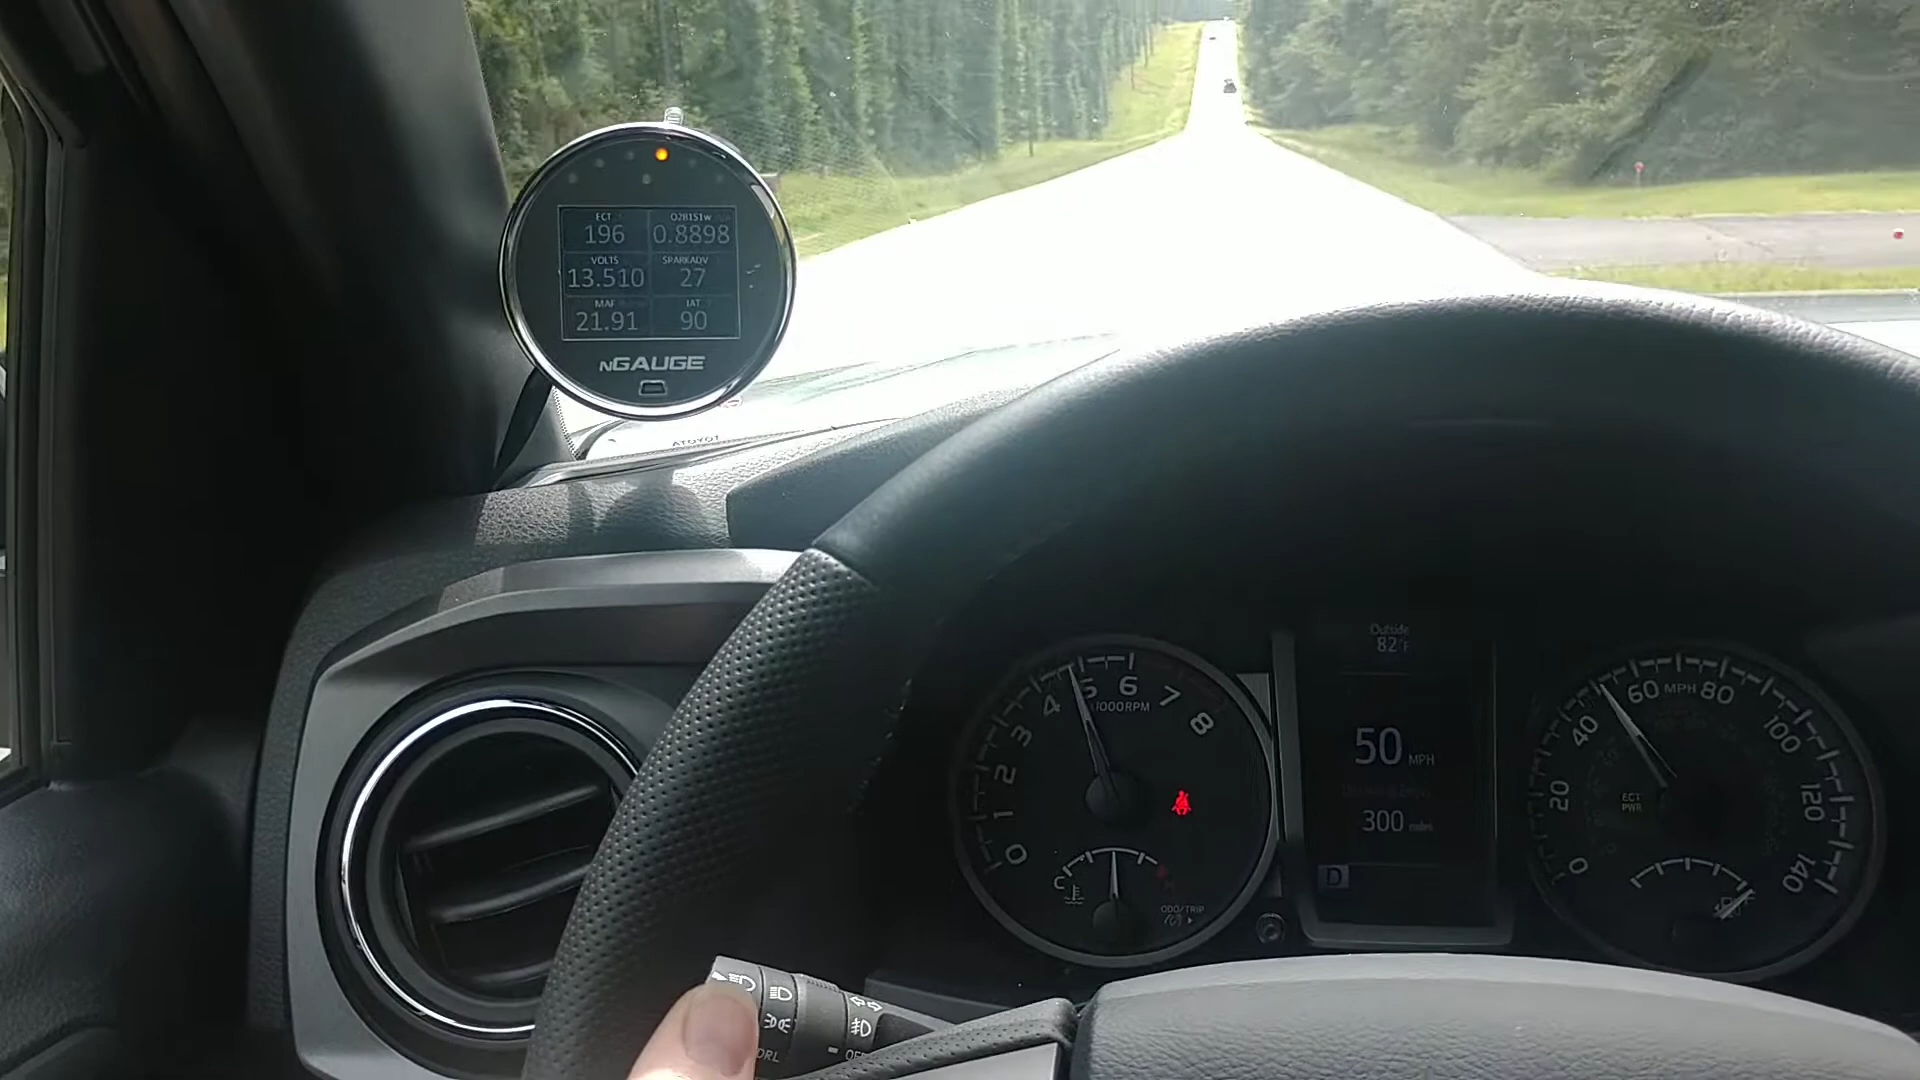 ECT O2B1S1w
196 0.8898
VOLTS SPARKADV
13.510 27
MAF IAT
21.91 90
nGAUGE
0 1 2 3 4 5 6 7 8
x1000RPM
C
ODO/TRIP
Outside
82°F
50 MPH
300 miles
D
0 20 40 60 MPH 80 100 120 140
ECT
PWR
DRL
OFF